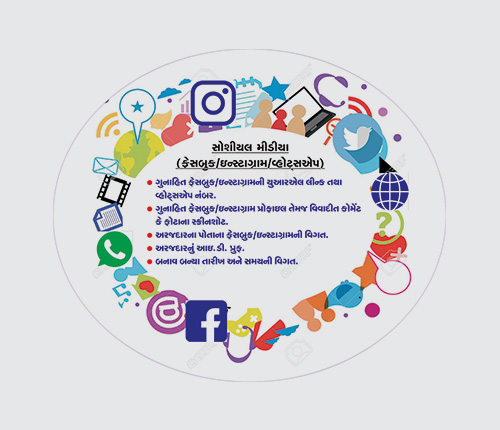 સોશીયલ મીડીયા
(ફેસબુક/ઇન્સ્ટાગ્રામ/વ્હોટ્સએપ)
ગુનાહિત ફેસબુક/ઇન્સ્ટાગ્રામની યુઆરએલ લીન્ક તથા
વ્હોટ્સએપ નંબર.
ગુનાહિત ફેસબુક/ઇન્સ્ટાગ્રામ પ્રોફાઇલ તેમજ વિવાદીત કોમેંટ
કે ફોટાના સ્ક્રીનશોટ.
અરજદારના પોતાના ફેસબુક/ઇન્સ્ટાગ્રામની વિગત.
અરજદારનું આઇ. ડી. પ્રુફ.
બનાવ બન્યા તારીખ અને સમયની વિગત.